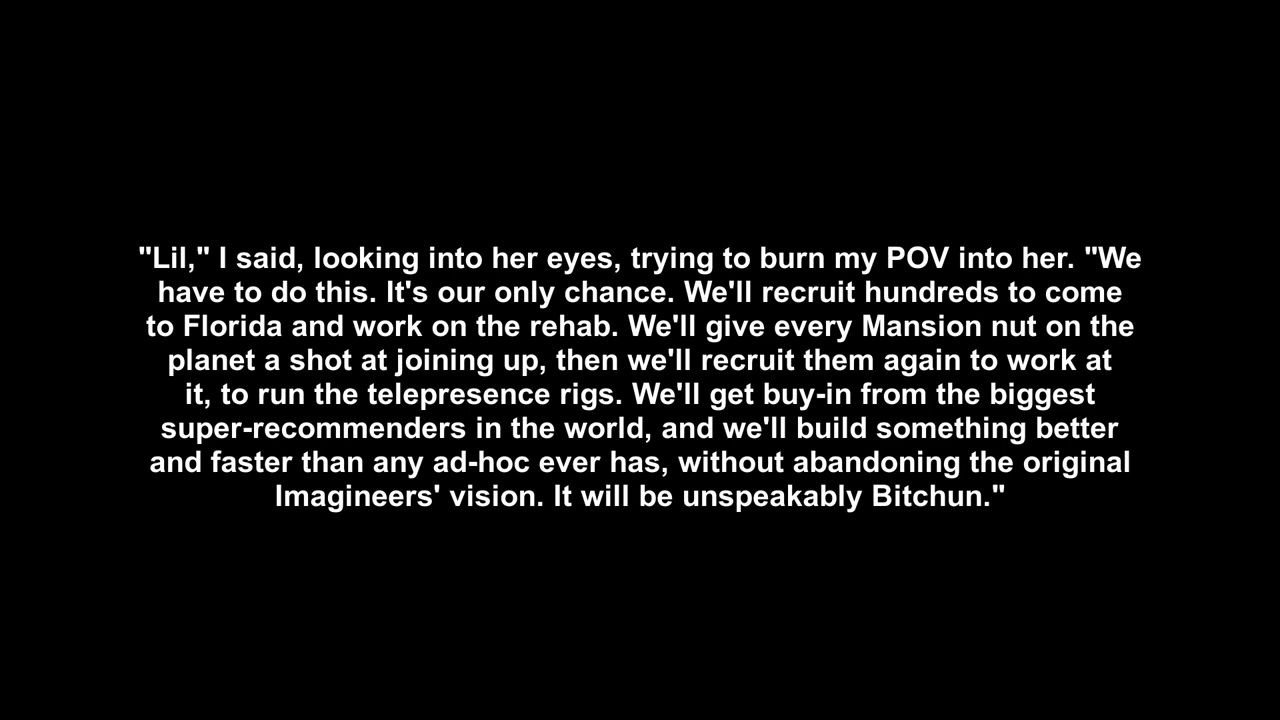 "Lil," I said, looking into her eyes, trying to burn my POV into her. "We
have to do this. It's our only chance. We'll recruit hundreds to come
to Florida and work on the rehab. We'll give every Mansion nut on the
planet a shot at joining up, then we'll recruit them again to work at
it, to run the telepresence rigs. We'll get buy-in from the biggest
super-recommenders in the world, and we'll build something better
and faster than any ad-hoc ever has, without abandoning the original
Imagineers' vision. It will be unspeakably Bitchun."